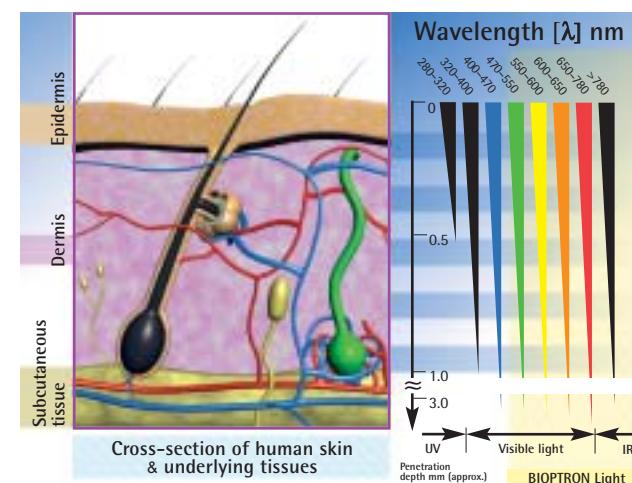 Wavelength [λ] nm
280–320
320–400
400–470
470–550
550–600
600–650
650–780
>780
Epidermis
Dermis
Subcutaneous
tissue
0
0.5
1.0
3.0
UV
Visible light
IR
Cross-section of human skin
& underlying tissues
Penetration
depth mm (approx.)
BIOPTRON Light